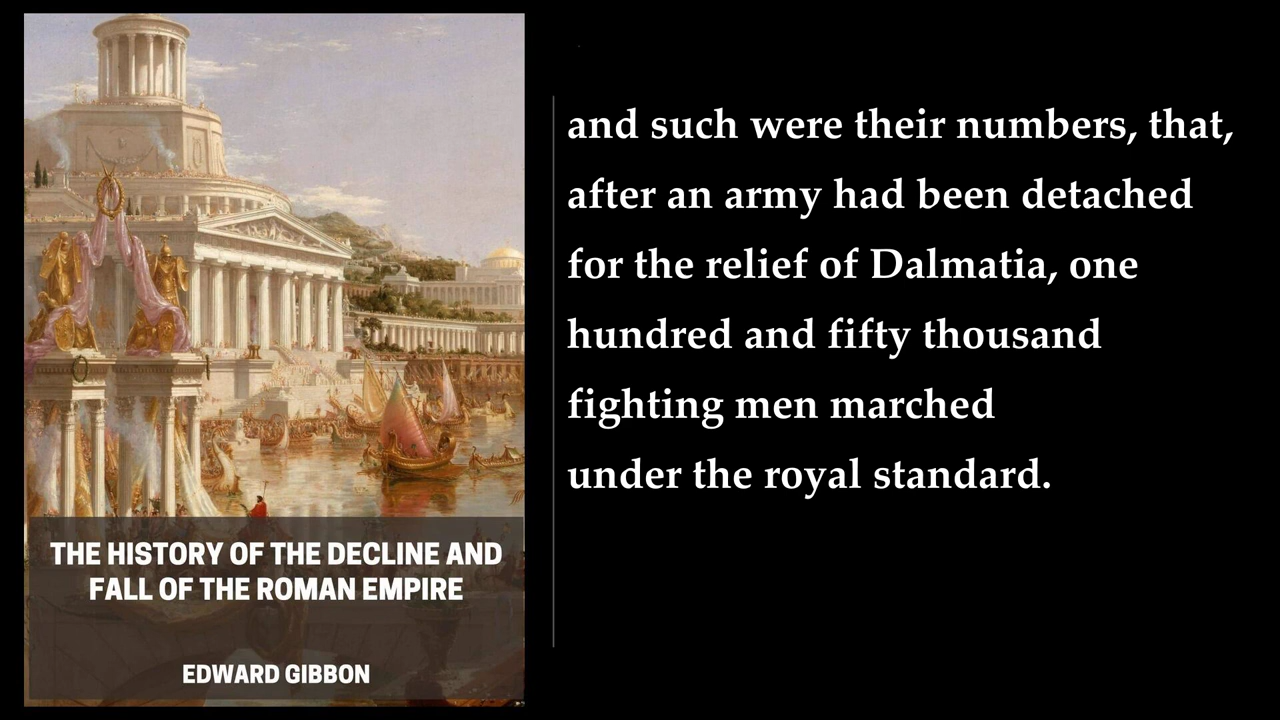 and such were their numbers, that,
after an army had been detached
for the relief of Dalmatia, one
hundred and fifty thousand
fighting men marched
under the royal standard.
THE HISTORY OF THE DECLINE AND
FALL OF THE ROMAN EMPIRE
EDWARD GIBBON